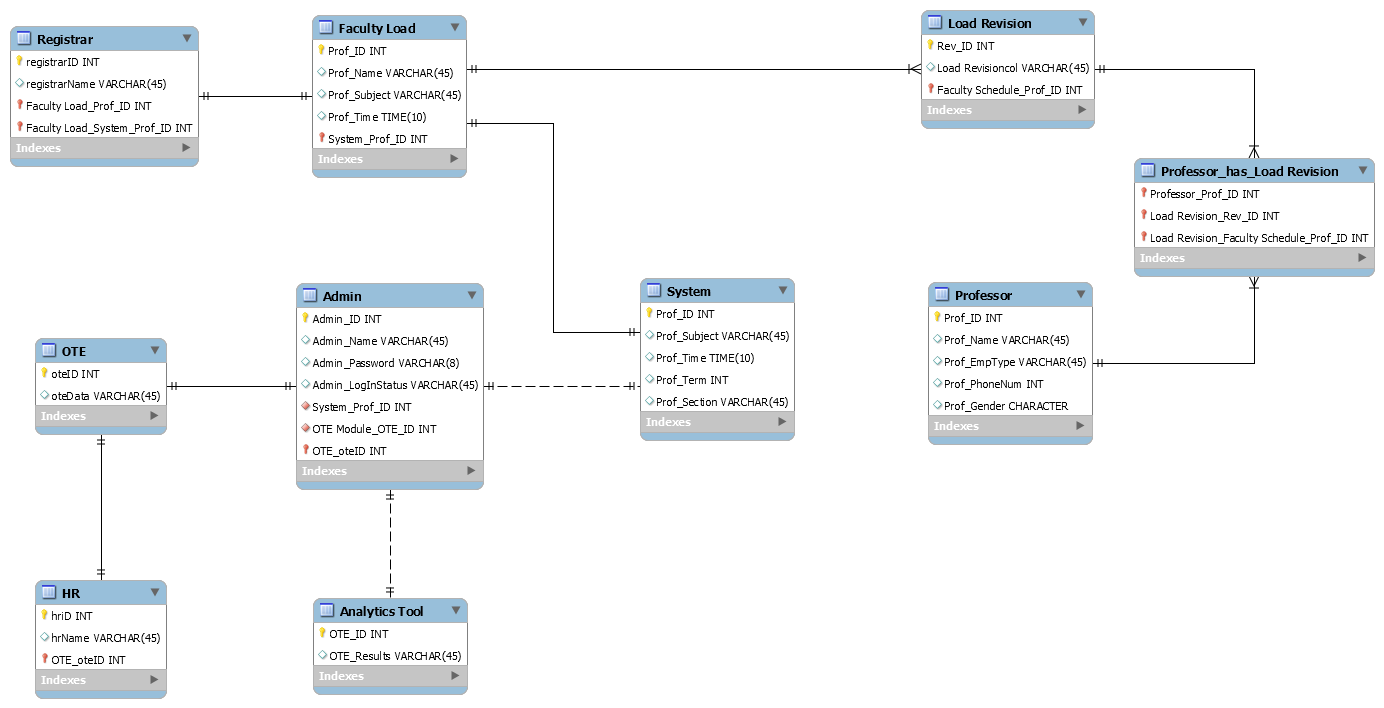 Registrar
registrarID INT
registrarName VARCHAR(45)
Faculty Load_Prof_ID INT
Faculty Load_System_Prof_ID INT
Indexes
Faculty Load
Prof_ID INT
Prof_Name VARCHAR(45)
Prof_Subject VARCHAR(45)
Prof_Time TIME(10)
System_Prof_ID INT
Indexes
Load Revision
Rev_ID INT
Load Revisioncol VARCHAR(45)
Faculty Schedule_Prof_ID INT
Indexes
Professor_has_Load Revision
Professor_Prof_ID INT
Load Revision_Rev_ID INT
Load Revision_Faculty Schedule_Prof_ID INT
Indexes
OTE
oteID INT
oteData VARCHAR(45)
Indexes
Admin
Admin_ID INT
Admin_Name VARCHAR(45)
Admin_Password VARCHAR(8)
Admin_LogInStatus VARCHAR(45)
System_Prof_ID INT
OTE Module_OTE_ID INT
OTE_oteID INT
Indexes
System
Prof_ID INT
Prof_Subject VARCHAR(45)
Prof_Time TIME(10)
Prof_Term INT
Prof_Section VARCHAR(45)
Indexes
Professor
Prof_ID INT
Prof_Name VARCHAR(45)
Prof_EmpType VARCHAR(45)
Prof_PhoneNum INT
Prof_Gender CHARACTER
Indexes
HR
hriD INT
hrName VARCHAR(45)
OTE_oteID INT
Indexes
Analytics Tool
OTE_ID INT
OTE_Results VARCHAR(45)
Indexes